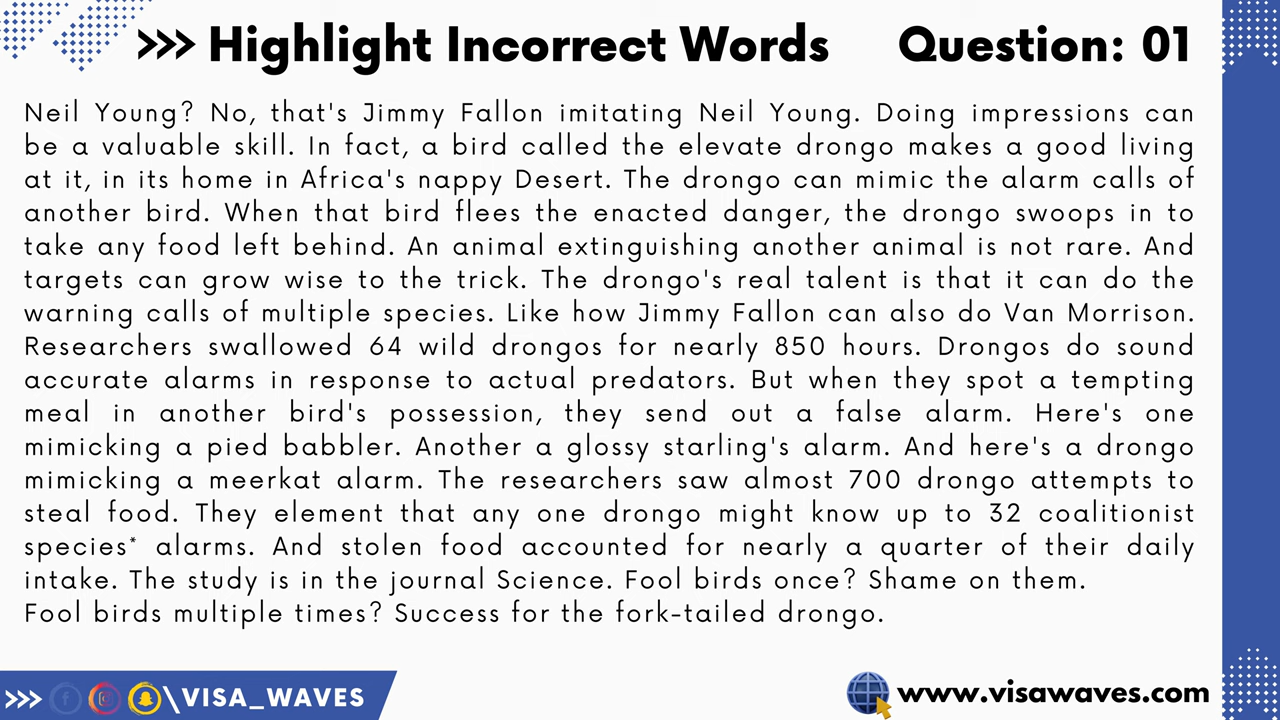 >>> Highlight Incorrect Words Question: 01
Neil Young? No, that's Jimmy Fallon imitating Neil Young. Doing impressions can
be a valuable skill. In fact, a bird called the elevate drongo makes a good living
at it, in its home in Africa's nappy Desert. The drongo can mimic the alarm calls of
another bird. When that bird flees the enacted danger, the drongo swoops in to
take any food left behind. An animal extinguishing another animal is not rare. And
targets can grow wise to the trick. The drongo's real talent is that it can do the
warning calls of multiple species. Like how Jimmy Fallon can also do Van Morrison.
Researchers swallowed 64 wild drongos for nearly 850 hours. Drongos do sound
accurate alarms in response to actual predators. But when they spot a tempting
meal in another bird's possession, they send out a false alarm. Here's one
mimicking a pied babbler. Another a glossy starling's alarm. And here's a drongo
mimicking a meerkat alarm. The researchers saw almost 700 drongo attempts to
steal food. They element that any one drongo might know up to 32 coalitionist
species* alarms. And stolen food accounted for nearly a quarter of their daily
intake. The study is in the journal Science. Fool birds once? Shame on them.
Fool birds multiple times? Success for the fork-tailed drongo.
>>> \VISA_WAVES
www.visawaves.com